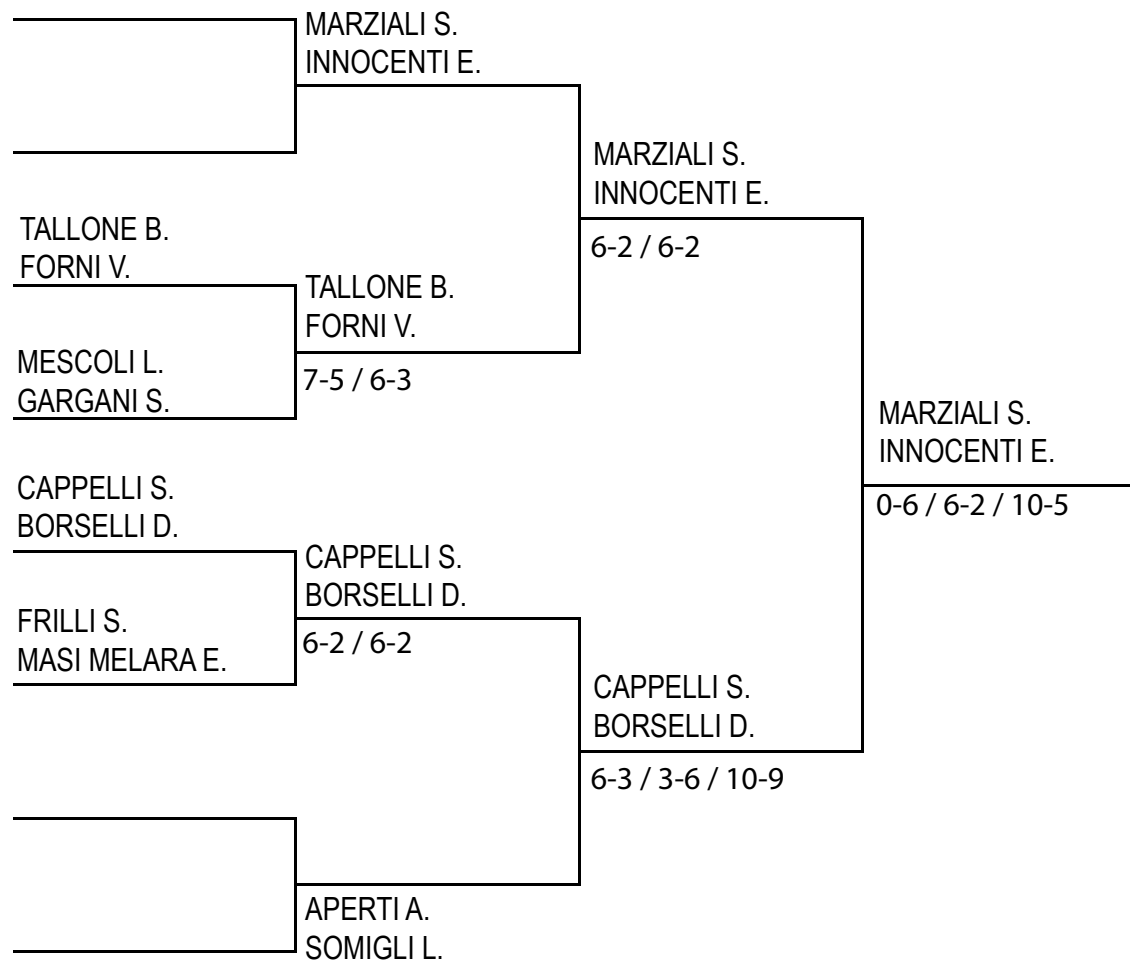 MARZIALI S.
INNOCENTI E.
TALLONE B.
FORNI V.
MESCOLI L.
GARGANI S.
TALLONE B.
FORNI V.
7-5 / 6-3
MARZIALI S.
INNOCENTI E.
6-2 / 6-2
CAPPELLI S.
BORSELLI D.
FRILLI S.
MASI MELARA E.
CAPPELLI S.
BORSELLI D.
6-2 / 6-2
APERTI A.
SOMIGLI L.
CAPPELLI S.
BORSELLI D.
6-3 / 3-6 / 10-9
MARZIALI S.
INNOCENTI E.
0-6 / 6-2 / 10-5